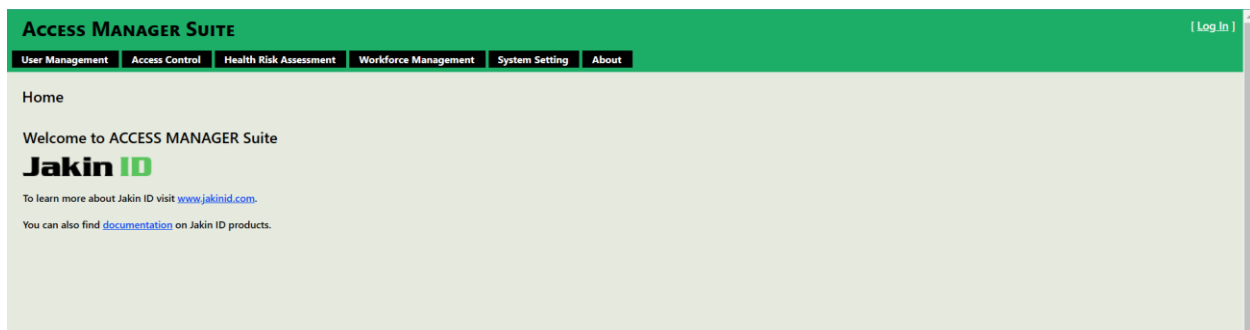 ACCESS MANAGER SUITE
[ Log In ]
User Management Access Control Health Risk Assessment Workforce Management System Setting About
Home
Welcome to ACCESS MANAGER Suite
Jakin ID
To learn more about Jakin ID visit www.jakinid.com.
You can also find documentation on Jakin ID products.